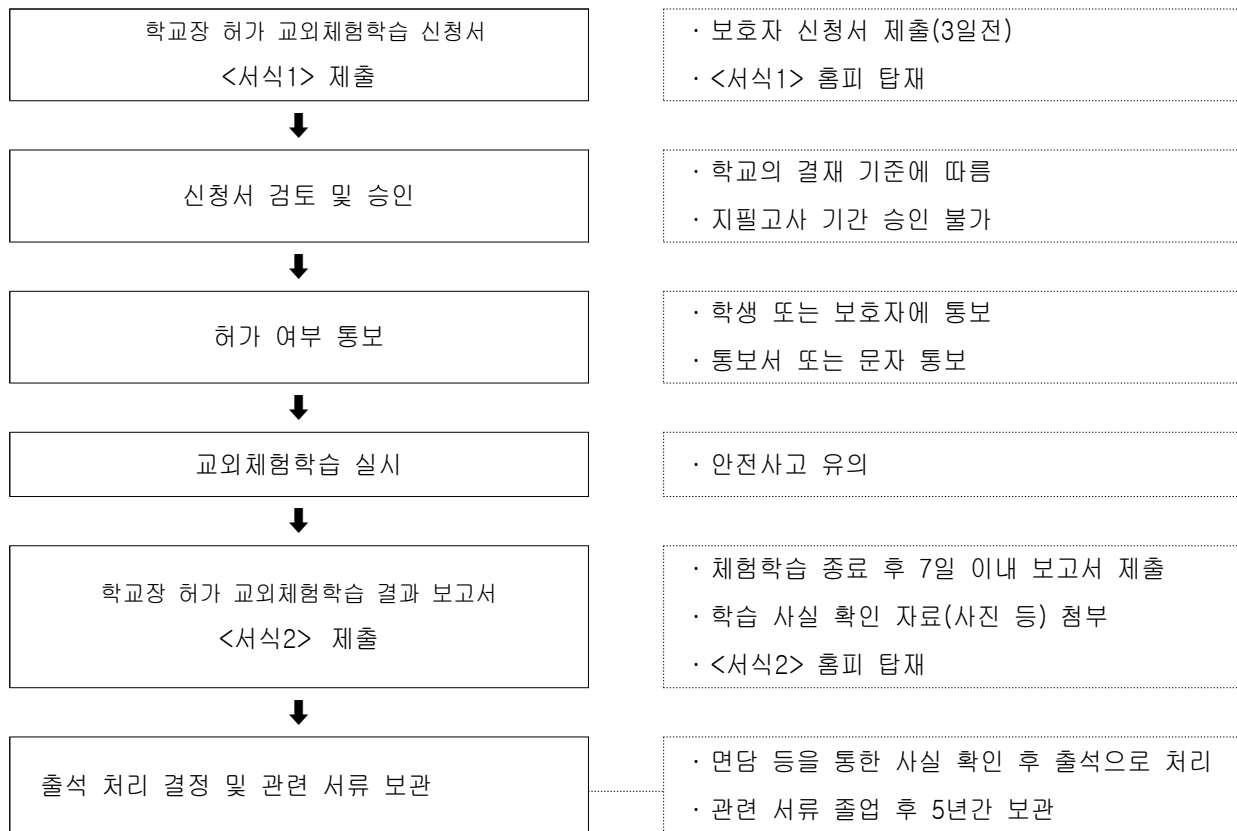 학교장 허가 교외체험학습 신청서
<서식1> 제출
· 보호자 신청서 제출(3일전)
· <서식1> 홈피 탑재
신청서 검토 및 승인
· 학교의 결재 기준에 따름
· 지필고사 기간 승인 불가
허가 여부 통보
· 학생 또는 보호자에 통보
· 통보서 또는 문자 통보
교외체험학습 실시
· 안전사고 유의
학교장 허가 교외체험학습 결과 보고서
<서식2> 제출
· 체험학습 종료 후 7일 이내 보고서 제출
· 학습 사실 확인 자료(사진 등) 첨부
· <서식2> 홈피 탑재
출석 처리 결정 및 관련 서류 보관
· 면담 등을 통한 사실 확인 후 출석으로 처리
· 관련 서류 졸업 후 5년간 보관